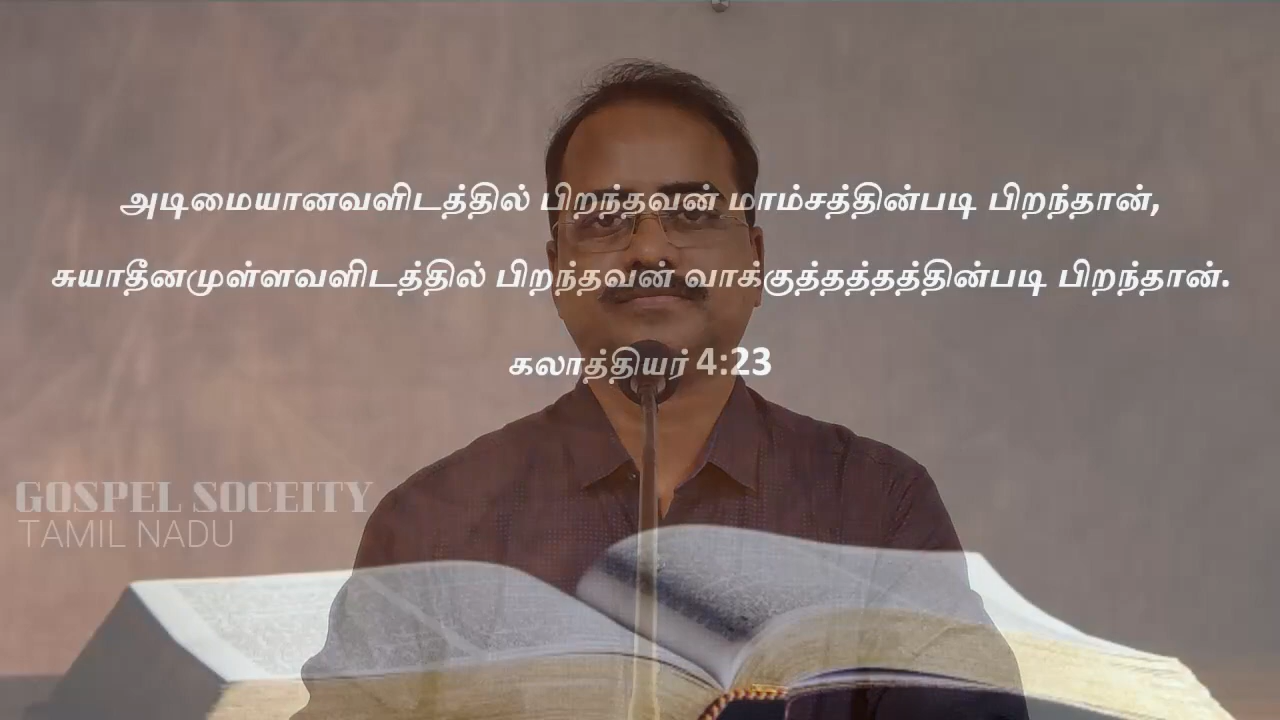 அடிமையானவளிடத்தில் பிறந்தவன் மாம்சத்தின்படி பிறந்தான்,
சுயாதீனமுள்ளவளிடத்தில் பிறந்தவன் வாக்குத்தத்தத்தின்படி பிறந்தான்.
கலாத்தியர் 4:23
GOSPEL SOCEITY
TAMIL NADU